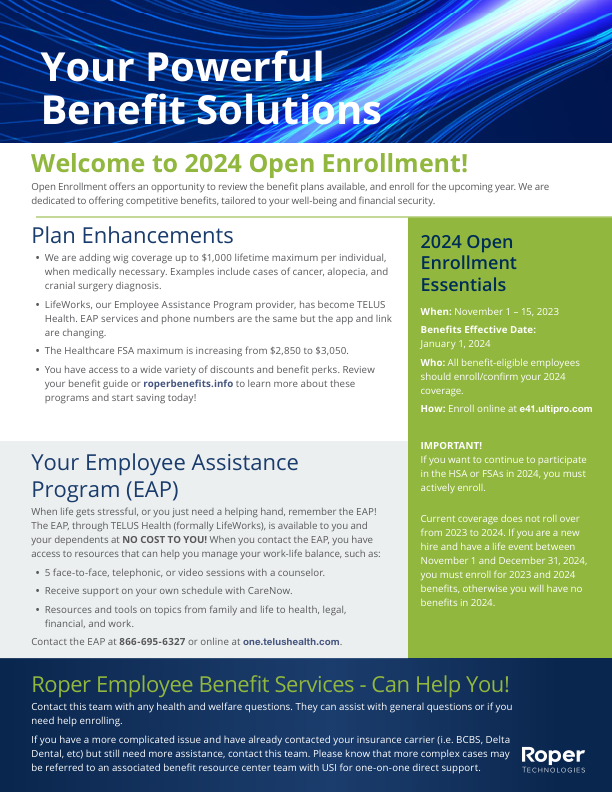 Your Powerful
Benefit Solutions
Welcome to 2024 Open Enrollment!
Open Enrollment offers an opportunity to review the benefit plans available, and enroll for the upcoming year. We are
dedicated to offering competitive benefits, tailored to your well-being and financial security.
Plan Enhancements
• We are adding wig coverage up to $1,000 lifetime maximum per individual,
when medically necessary. Examples include cases of cancer, alopecia, and
cranial surgery diagnosis.
• LifeWorks, our Employee Assistance Program provider, has become TELUS
Health. EAP services and phone numbers are the same but the app and link
are changing.
• The Healthcare FSA maximum is increasing from $2,850 to $3,050.
• You have access to a wide variety of discounts and benefit perks. Review
your benefit guide or roperbenefits.info to learn more about these
programs and start saving today!
Your Employee Assistance
Program (EAP)
When life gets stressful, or you just need a helping hand, remember the EAP!
The EAP, through TELUS Health (formally LifeWorks), is available to you and
your dependents at NO COST TO YOU! When you contact the EAP, you have
access to resources that can help you manage your work-life balance, such as:
• 5 face-to-face, telephonic, or video sessions with a counselor.
• Receive support on your own schedule with CareNow.
• Resources and tools on topics from family and life to health, legal,
financial, and work.
Contact the EAP at 866-695-6327 or online at one.telushealth.com.
2024 Open
Enrollment
Essentials
When: November 1 – 15, 2023
Benefits Effective Date:
January 1, 2024
Who: All benefit-eligible employees
should enroll/confirm your 2024
coverage.
How: Enroll online at e41.ultipro.com
IMPORTANT!
If you want to continue to participate
in the HSA or FSAs in 2024, you must
actively enroll.
Current coverage does not roll over
from 2023 to 2024. If you are a new
hire and have a life event between
November 1 and December 31, 2024,
you must enroll for 2023 and 2024
benefits, otherwise you will have no
benefits in 2024.
Roper Employee Benefit Services - Can Help You!
Contact this team with any health and welfare questions. They can assist with general questions or if you
need help enrolling.
If you have a more complicated issue and have already contacted your insurance carrier (i.e. BCBS, Delta
Dental, etc) but still need more assistance, contact this team. Please know that more complex cases may
be referred to an associated benefit resource center team with USI for one-on-one direct support.
Roper
TECHNOLOGIES